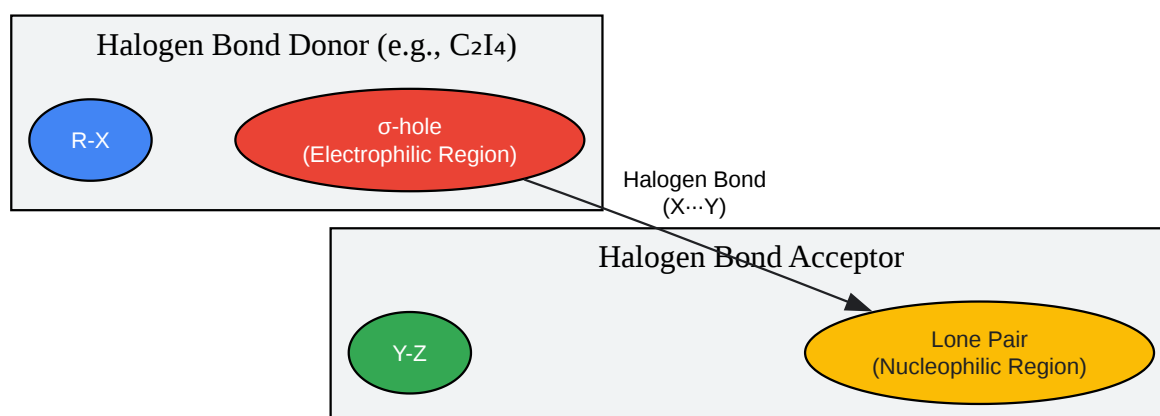 Halogen Bond Donor (e.g., C₂I₄)
R-X
σ-hole
(Electrophilic Region)
Halogen Bond
(X···Y)
Halogen Bond Acceptor
Y-Z
Lone Pair
(Nucleophilic Region)